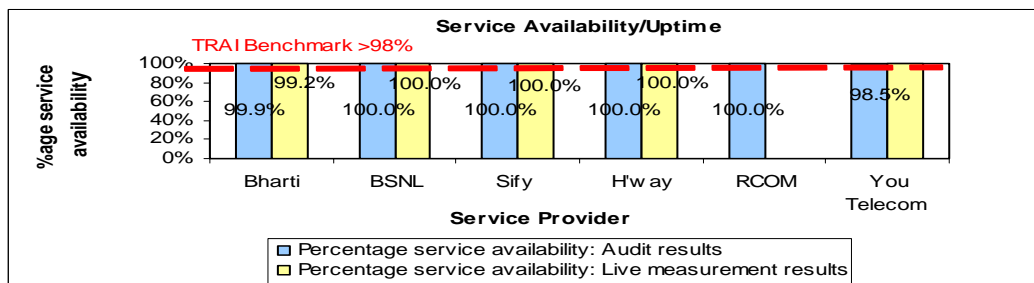 Service Availability/Uptime
TRAI Benchmark >98%
%age service
availability
100%
80%
60%
40%
20%
0%
99.9%
99.2%
100.0%
100.0%
100.0%
100.0%
100.0%
100.0%
100.0%
98.5%
Bharti
BSNL
Sify
H'way
RCOM
You
Telecom
Service Provider
Percentage service availability: Audit results
Percentage service availability: Live measurement results